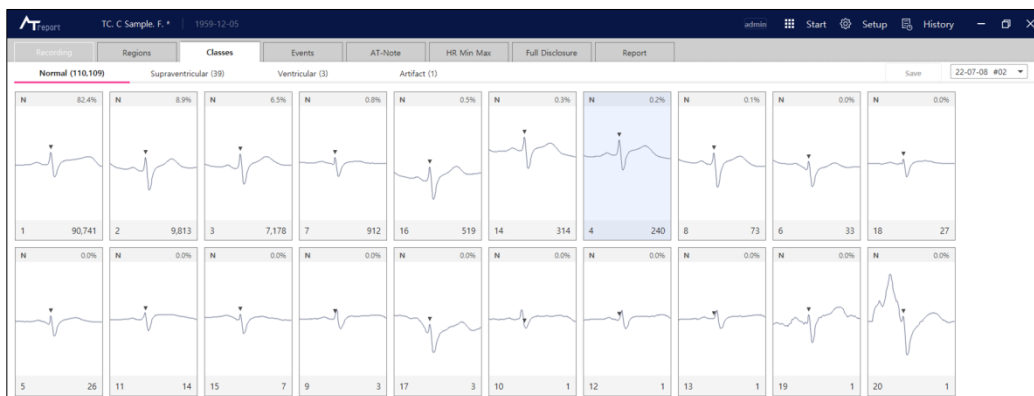 ATreport TC. C Sample. F. * 1959-12-05 admin Start Setup History
Recording Regions Classes Events AT-Note HR Min Max Full Disclosure Report
Normal (110,109) Supraventricular (39) Ventricular (3) Artifact (1) Save 22-07-08 #02
N 82.4% N 8.9% N 6.5% N 0.8% N 0.5% N 0.3% N 0.2% N 0.1% N 0.0% N 0.0%
1 90,741 2 9,813 3 7,178 7 912 16 519 14 314 4 240 8 73 6 33 18 27
N 0.0% N 0.0% N 0.0% N 0.0% N 0.0% N 0.0% N 0.0% N 0.0% N 0.0% N 0.0%
5 26 11 14 15 7 9 3 17 3 10 1 12 1 13 1 19 1 20 1